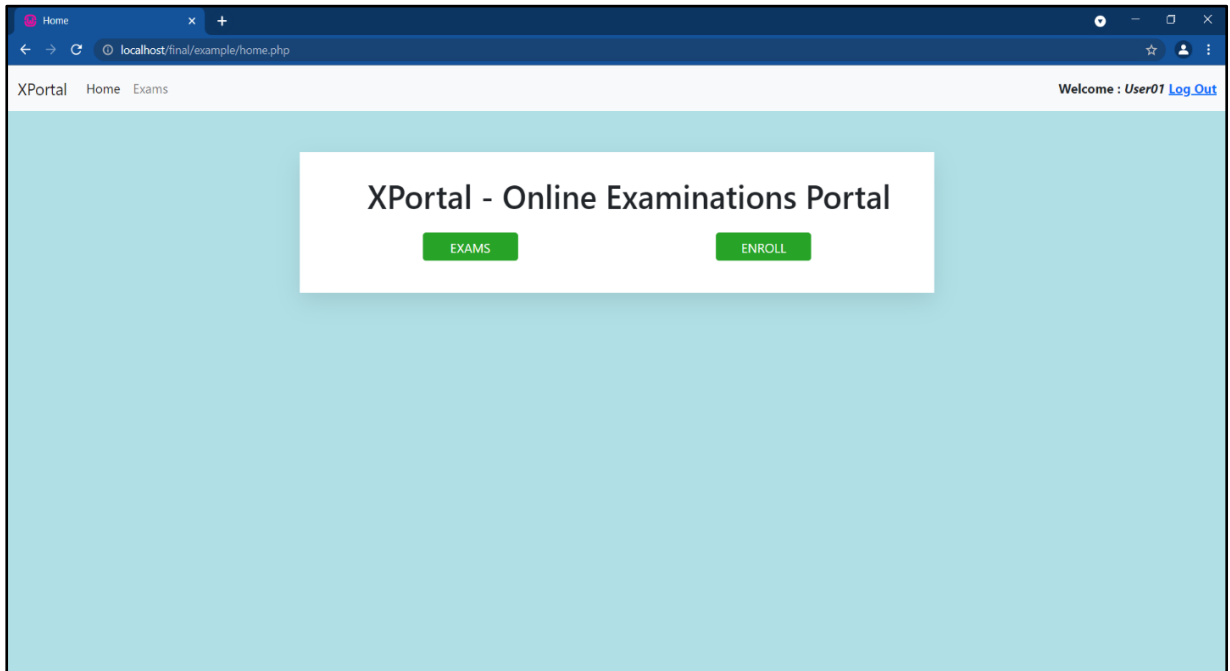 Home
localhost/final/example/home.php
XPortal Home Exams Welcome : User01 Log Out
XPortal - Online Examinations Portal
EXAMS ENROLL